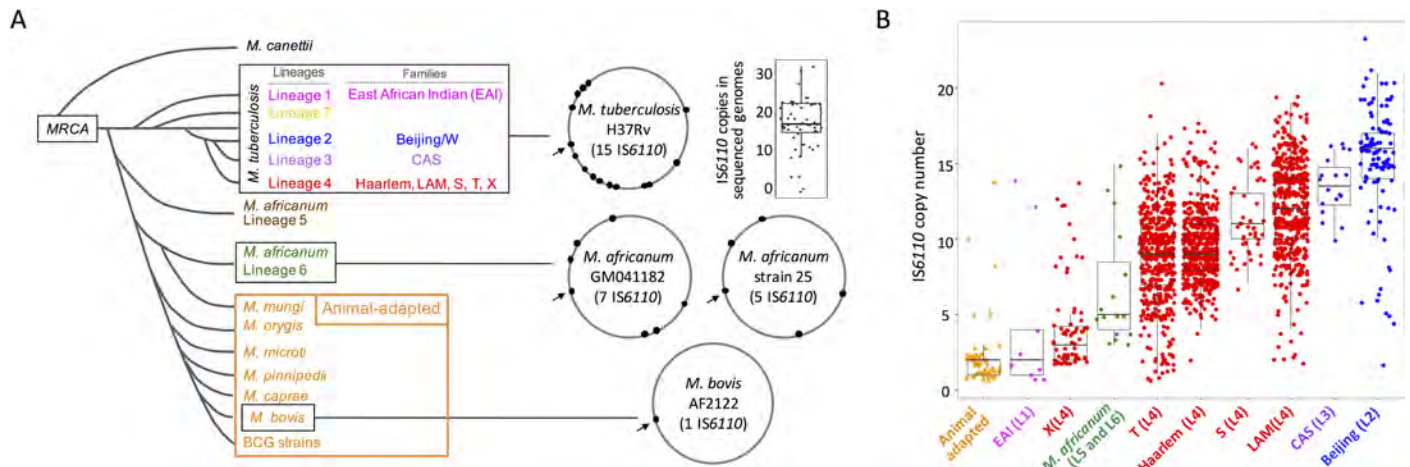 A
M. canettii
MRCA
M. tuberculosis
Lineages Families
Lineage 1 East African Indian (EAI)
Lineage 7
Lineage 2 Beijing/W
Lineage 3 CAS
Lineage 4 Haarlem, LAM, S, T, X
M. africanum
Lineage 5
M. africanum
Lineage 6
M. mungi
Animal-adapted
M. orygis
M. microti
M. pinnipedii
M. caprae
M. bovis
BCG strains
M. tuberculosis
H37Rv
(15 IS6110)
IS6110 copies in
sequenced genomes
30
20
10
0
M. africanum
GM041182
(7 IS6110)
M. africanum
strain 25
(5 IS6110)
M. bovis
AF2122
(1 IS6110)
B
IS6110 copy number
20
15
10
5
0
Animal
adapted
EAI (L1)
X(L4)
M. africanum
(L5 and L6)
T (L4)
Haarlem (L4)
S (L4)
LAM(L4)
CAS (L3)
Beijing (L2)